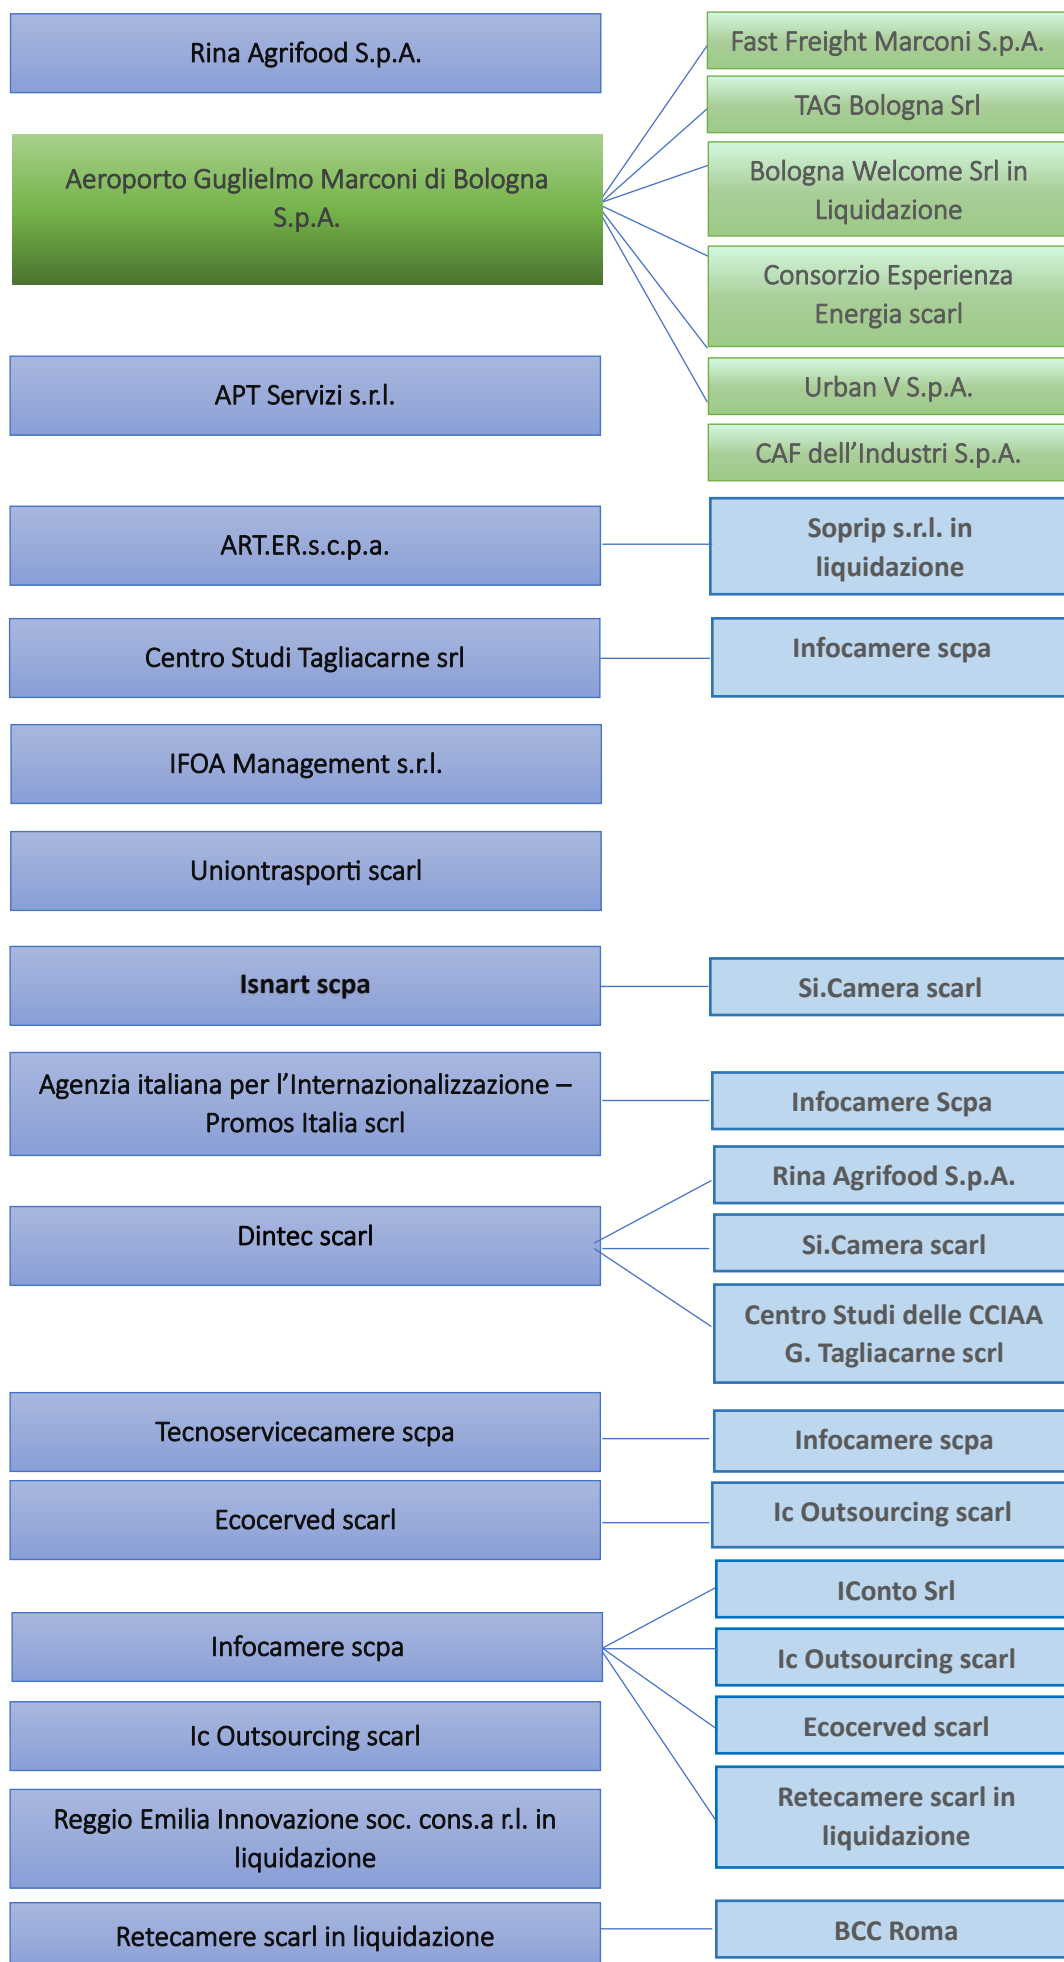 Rina Agrifood S.p.A.
Fast Freight Marconi S.p.A.
TAG Bologna Srl
Aeroporto Guglielmo Marconi di Bologna
S.p.A.
Bologna Welcome Srl in
Liquidazione
Consorzio Esperienza
Energia scarl
APT Servizi s.r.l.
Urban V S.p.A.
CAF dell’Industri S.p.A.
ART.ER.s.c.p.a.
Soprip s.r.l. in
liquidazione
Centro Studi Tagliacarne srl
Infocamere scpa
IFOA Management s.r.l.
Uniontrasporti scarl
Isnart scpa
Si.Camera scarl
Agenzia italiana per l’Internazionalizzazione –
Promos Italia scrl
Infocamere Scpa
Dintec scarl
Rina Agrifood S.p.A.
Si.Camera scarl
Centro Studi delle CCIAA
G. Tagliacarne scrl
Tecnoservicecamere scpa
Infocamere scpa
Ecocerved scarl
Ic Outsourcing scarl
Infocamere scpa
IConto Srl
Ic Outsourcing scarl
Ecocerved scarl
Retecamere scarl in
liquidazione
Ic Outsourcing scarl
Reggio Emilia Innovazione soc. cons.a r.l. in
liquidazione
Retecamere scarl in liquidazione
BCC Roma